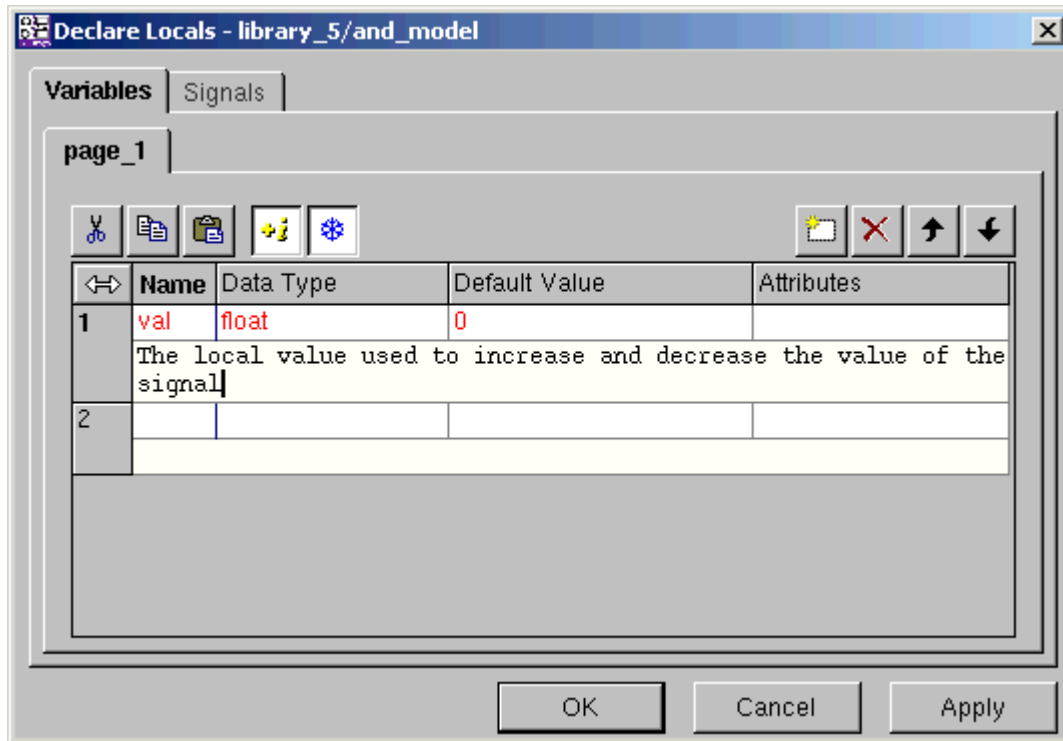 Declare Locals - library_5/and_model
Variables Signals
page_1
+i
Name Data Type Default Value Attributes
1 val float 0
The local value used to increase and decrease the value of the
signal
2
OK Cancel Apply